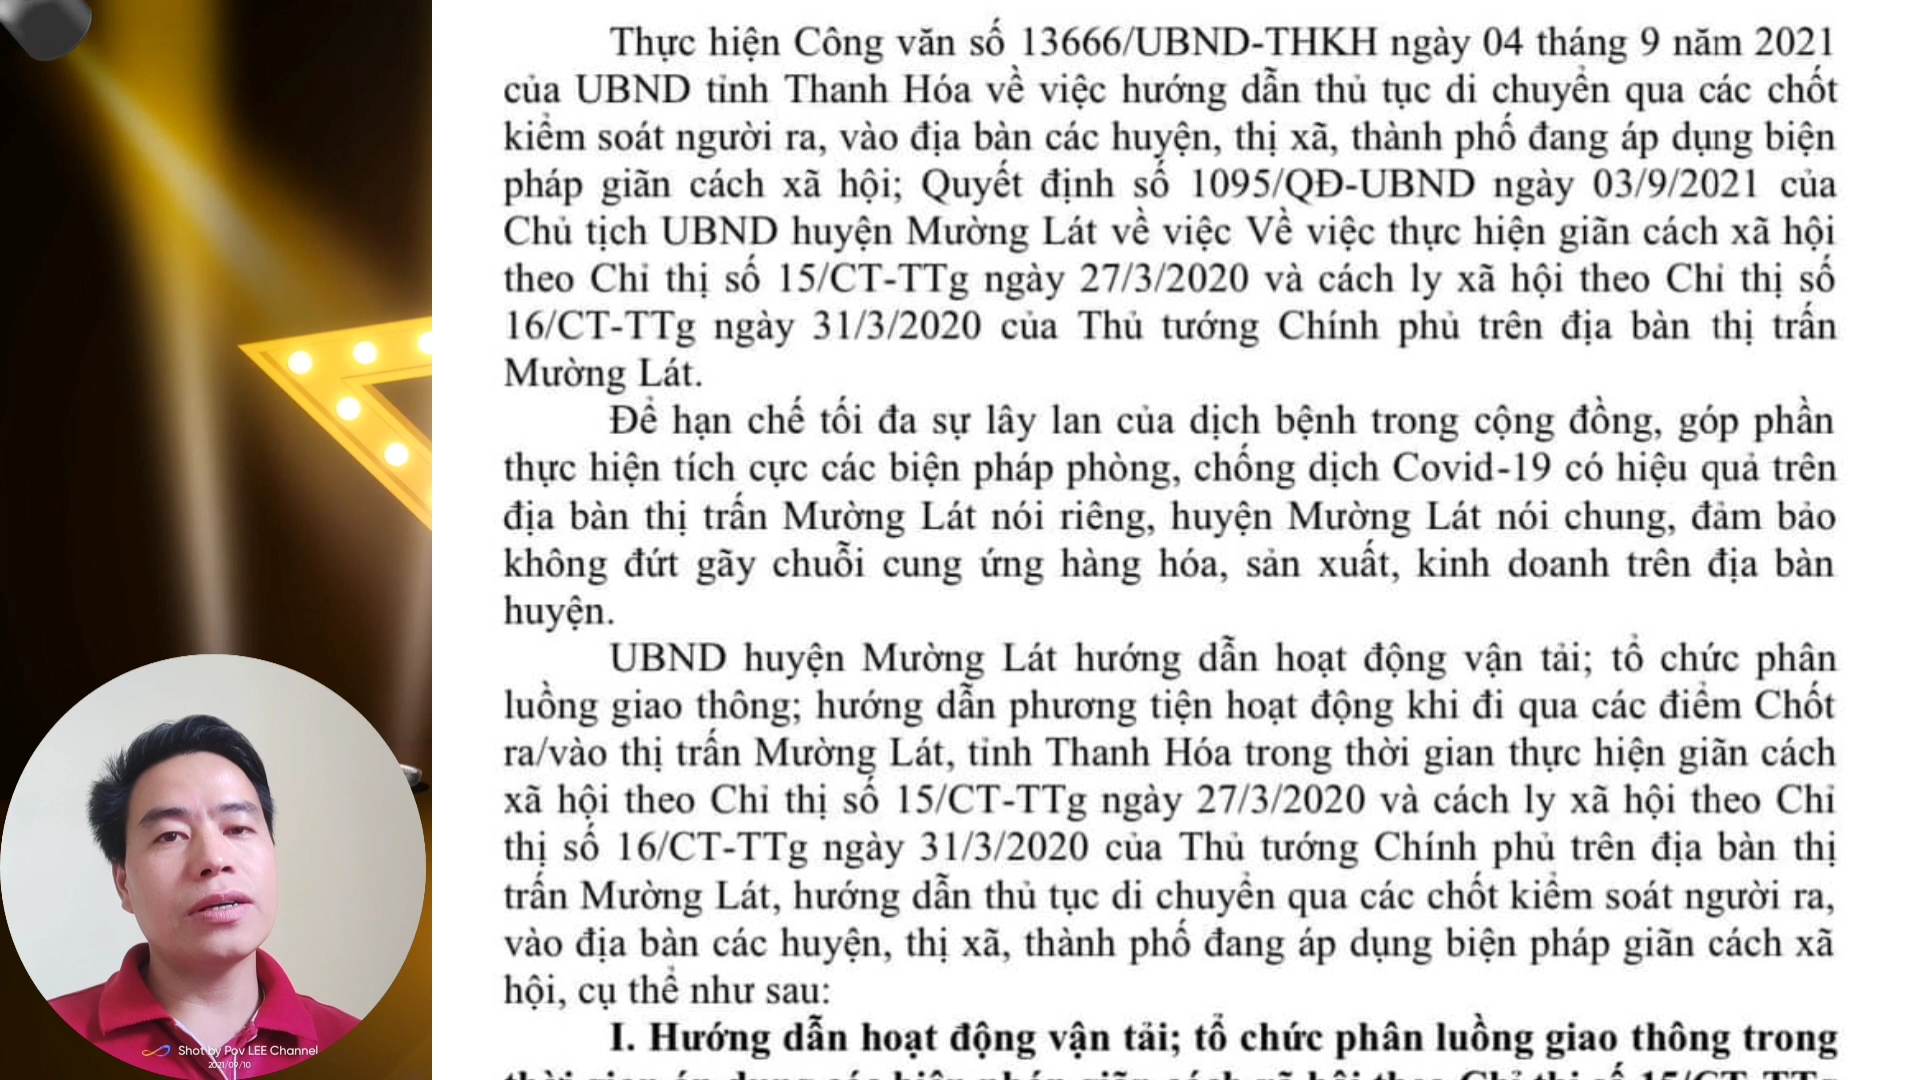 Thực hiện Công văn số 13666/UBND-THKH ngày 04 tháng 9 năm 2021
của UBND tỉnh Thanh Hóa về việc hướng dẫn thủ tục di chuyển qua các chốt
kiểm soát người ra, vào địa bàn các huyện, thị xã, thành phố đang áp dụng biện
pháp giãn cách xã hội; Quyết định số 1095/QĐ-UBND ngày 03/9/2021 của
Chủ tịch UBND huyện Mường Lát về việc Về việc thực hiện giãn cách xã hội
theo Chỉ thị số 15/CT-TTg ngày 27/3/2020 và cách ly xã hội theo Chỉ thị số
16/CT-TTg ngày 31/3/2020 của Thủ tướng Chính phủ trên địa bàn thị trấn
Mường Lát.
Để hạn chế tối đa sự lây lan của dịch bệnh trong cộng đồng, góp phần
thực hiện tích cực các biện pháp phòng, chống dịch Covid-19 có hiệu quả trên
địa bàn thị trấn Mường Lát nói riêng, huyện Mường Lát nói chung, đảm bảo
không đứt gãy chuỗi cung ứng hàng hóa, sản xuất, kinh doanh trên địa bàn
huyện.
UBND huyện Mường Lát hướng dẫn hoạt động vận tải; tổ chức phân
luồng giao thông; hướng dẫn phương tiện hoạt động khi đi qua các điểm Chốt
ra/vào thị trấn Mường Lát, tỉnh Thanh Hóa trong thời gian thực hiện giãn cách
xã hội theo Chỉ thị số 15/CT-TTg ngày 27/3/2020 và cách ly xã hội theo Chỉ
thị số 16/CT-TTg ngày 31/3/2020 của Thủ tướng Chính phủ trên địa bàn thị
trấn Mường Lát, hướng dẫn thủ tục di chuyển qua các chốt kiểm soát người ra,
vào địa bàn các huyện, thị xã, thành phố đang áp dụng biện pháp giãn cách xã
hội, cụ thể như sau:
I. Hướng dẫn hoạt động vận tải; tổ chức phân luồng giao thông trong
Shot by Pov LEE Channel
2021/09/10